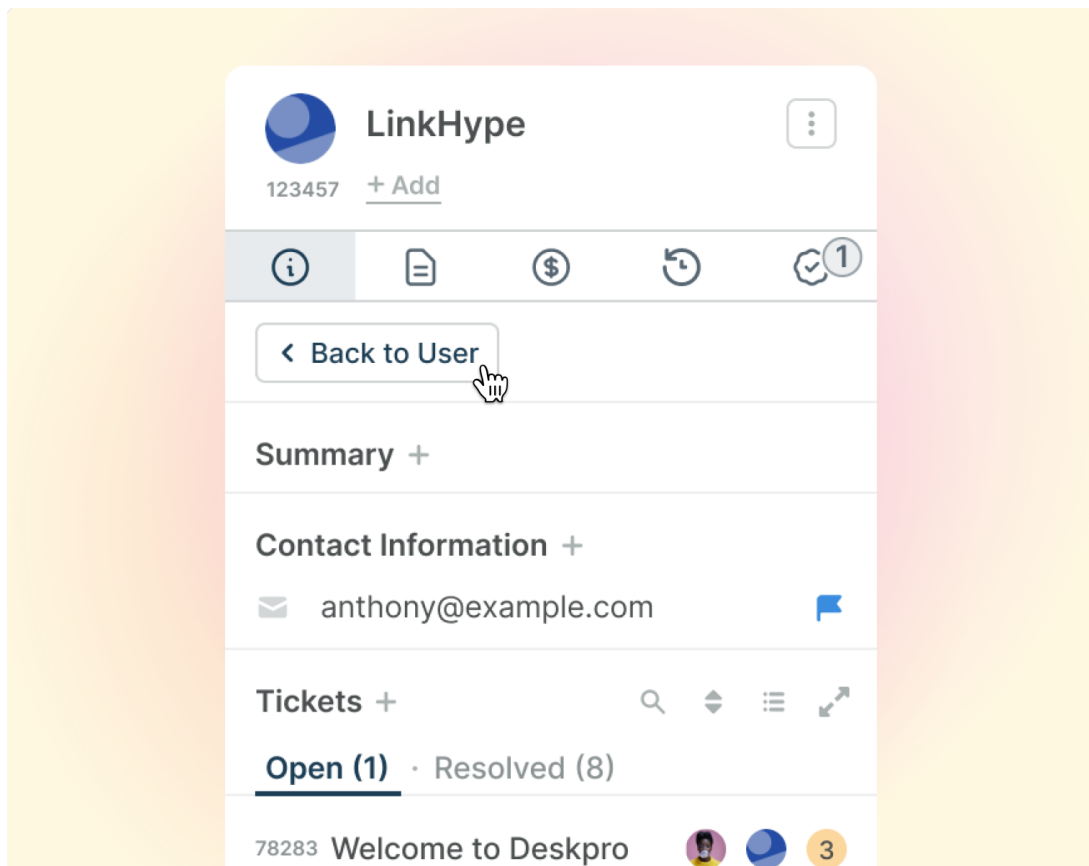 LinkHype
123457
+ Add
1
Back to User
Summary +
Contact Information +
anthony@example.com
Tickets +
Open (1) · Resolved (8)
78283 Welcome to Deskpro 3